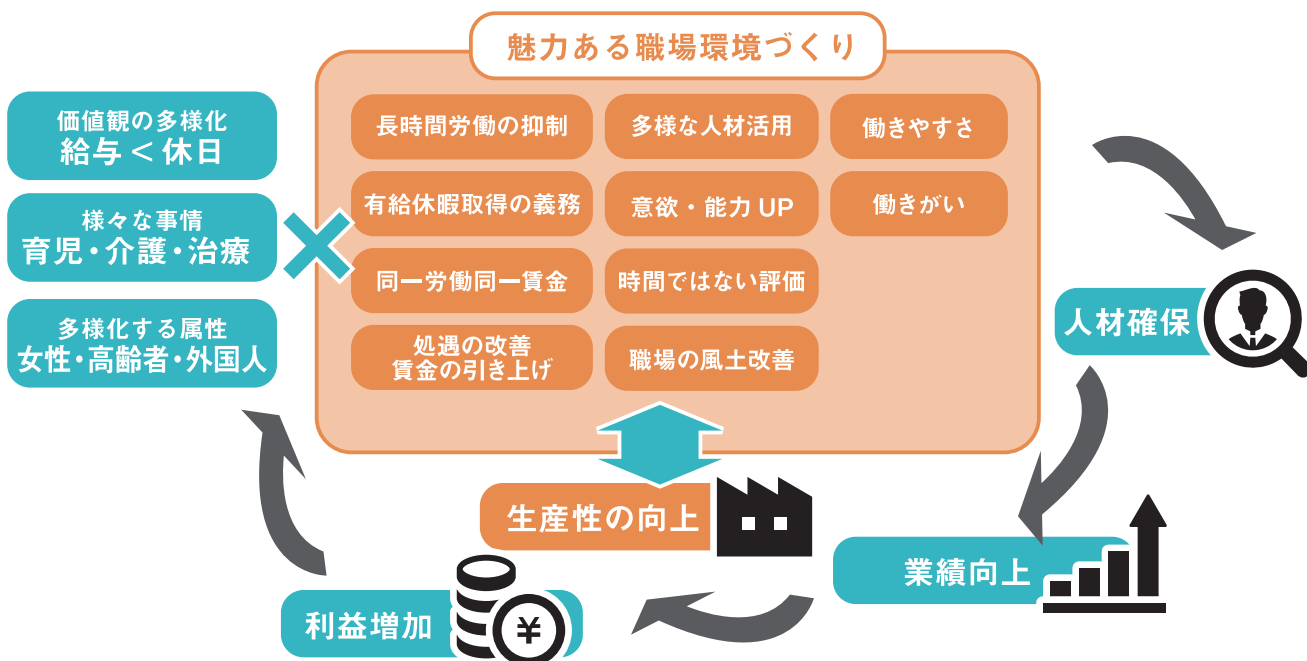 魅力ある職場環境づくり
価値観の多様化
給与＜休日
様々な事情
育児・介護・治療
多様化する属性
女性・高齢者・外国人
長時間労働の抑制
有給休暇取得の義務
同一労働同一賃金
処遇の改善
賃金の引き上げ
多様な人材活用
意欲・能力 UP
時間ではない評価
職場の風土改善
働きやすさ
働きがい
人材確保
生産性の向上
業績向上
利益増加
¥